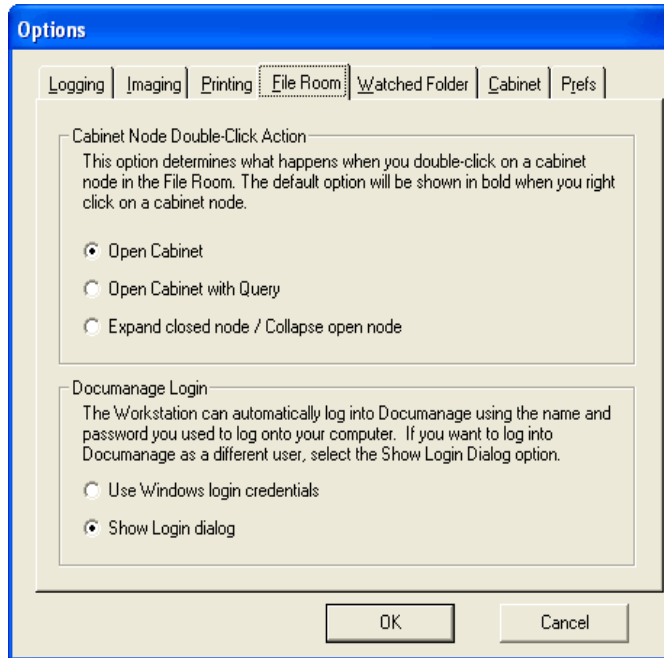 Options
Logging Imaging Printing File Room Watched Folder Cabinet Prefs
Cabinet Node Double-Click Action
This option determines what happens when you double-click on a cabinet
node in the File Room. The default option will be shown in bold when you right
click on a cabinet node.
Open Cabinet
Open Cabinet with Query
Expand closed node / Collapse open node
Documanage Login
The Workstation can automatically log into Documanage using the name and
password you used to log onto your computer. If you want to log into
Documanage as a different user, select the Show Login Dialog option.
Use Windows login credentials
Show Login dialog
OK Cancel